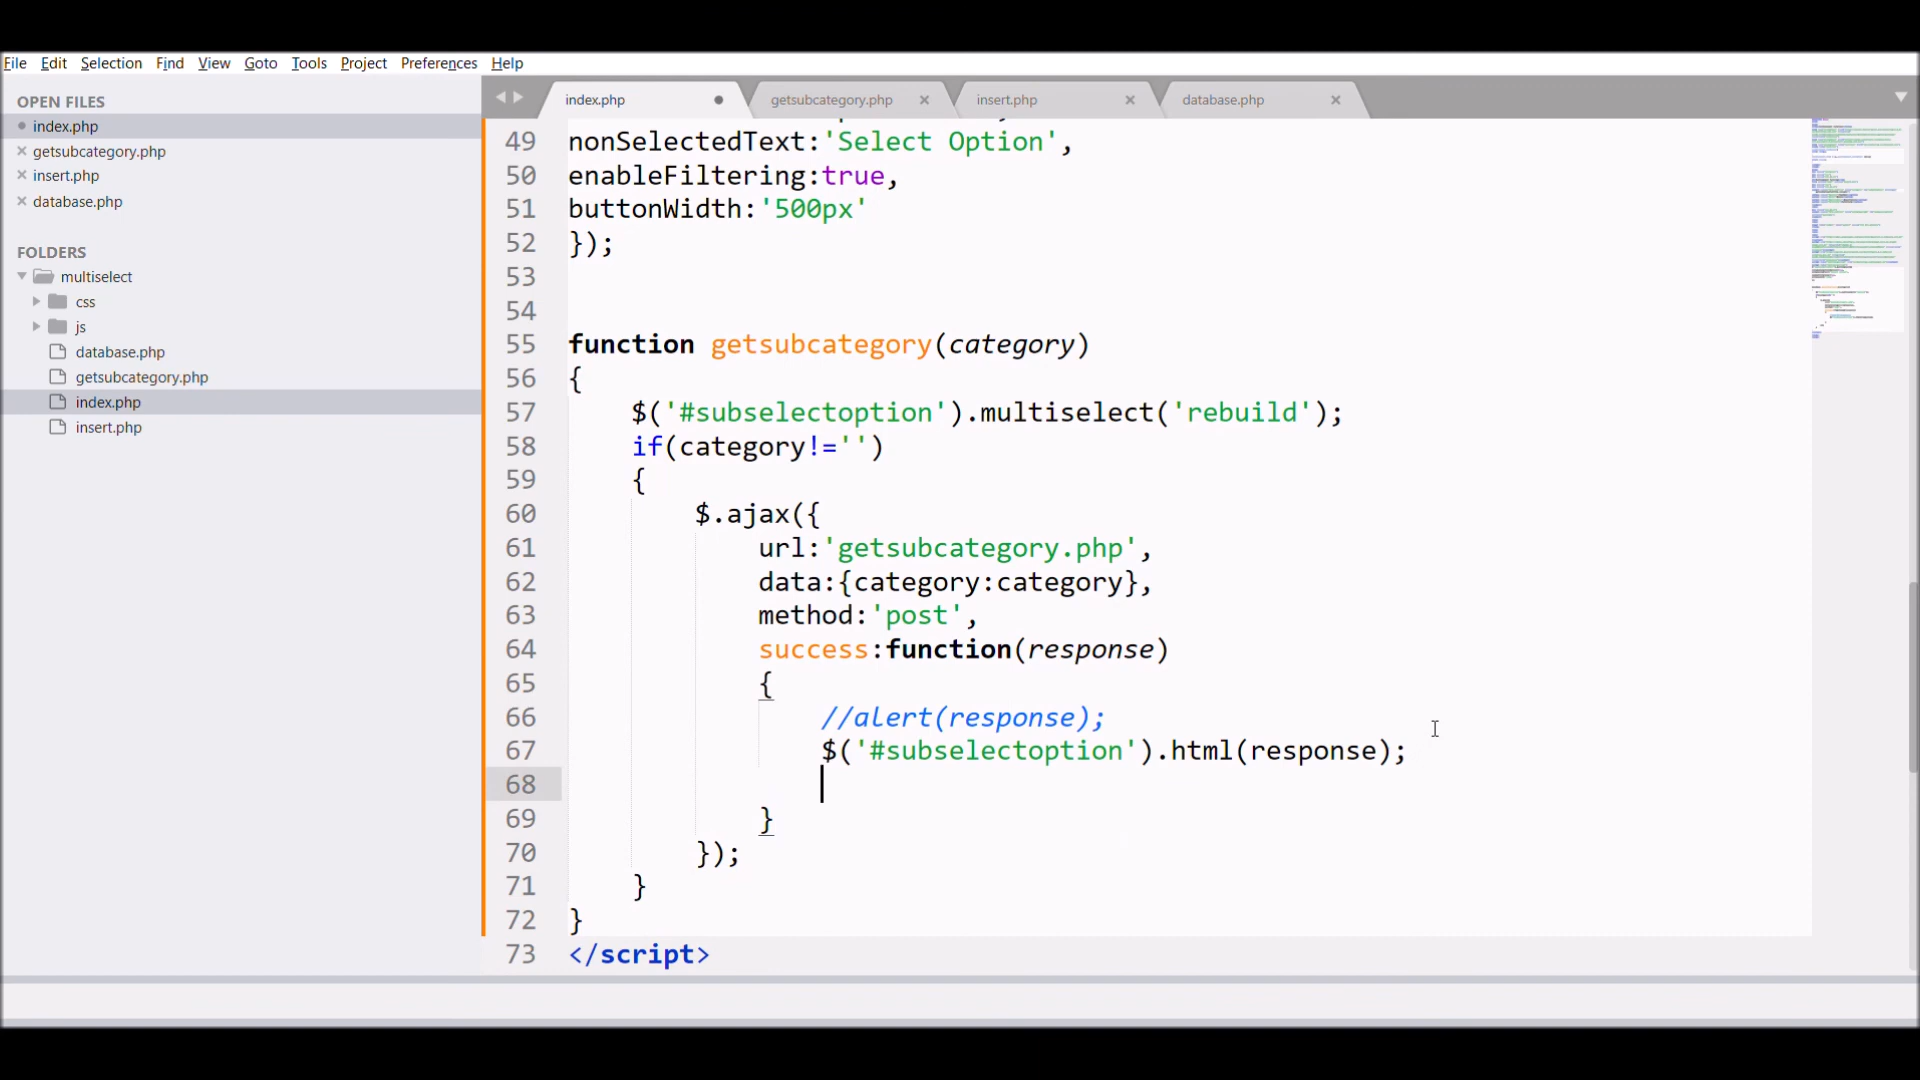 File Edit Selection Find View Goto Tools Project Preferences Help
OPEN FILES
index.php
getsubcategory.php
insert.php
database.php
FOLDERS
multiselect
css
js
database.php
getsubcategory.php
index.php
insert.php
index.php getsubcategory.php insert.php database.php
49 nonSelectedText:'Select Option',
50 enableFiltering:true,
51 buttonWidth:'500px'
52 });
53
54
55 function getsubcategory(category)
56 {
57 $('#subselectoption').multiselect('rebuild');
58 if(category!='')
59 {
60 $.ajax({
61 url:'getsubcategory.php',
62 data:{category:category},
63 method:'post',
64 success:function(response)
65 {
66 //alert(response);
67 $('#subselectoption').html(response);
68
69 }
70 });
71 }
72 }
73 </script>